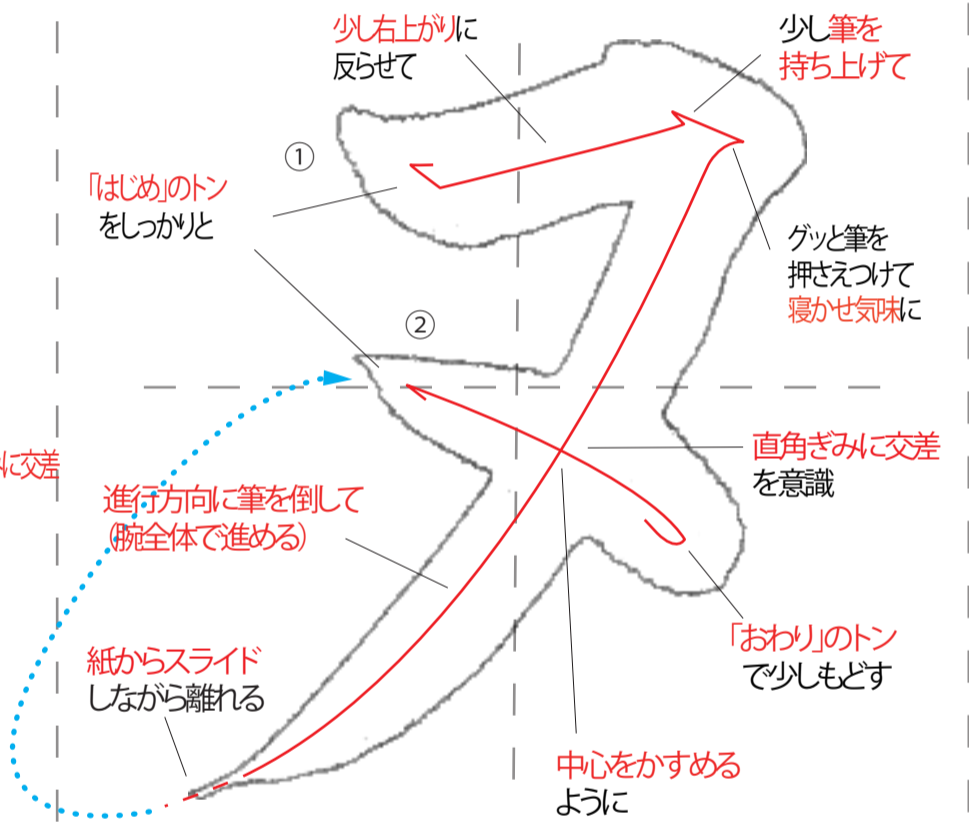 少し右上がりに
反らせて
少し筆を
持ち上げて
①
「はじめ」のトン
をしっかりと
グッと筆を
押さえつけて
寝かせ気味に
②
に交差
直角ぎみに交差
を意識
進行方向に筆を倒して
(腕全体で進める)
「おわり」のトン
で少しもどす
紙からスライド
しながら離れる
中心をかすめる
ように